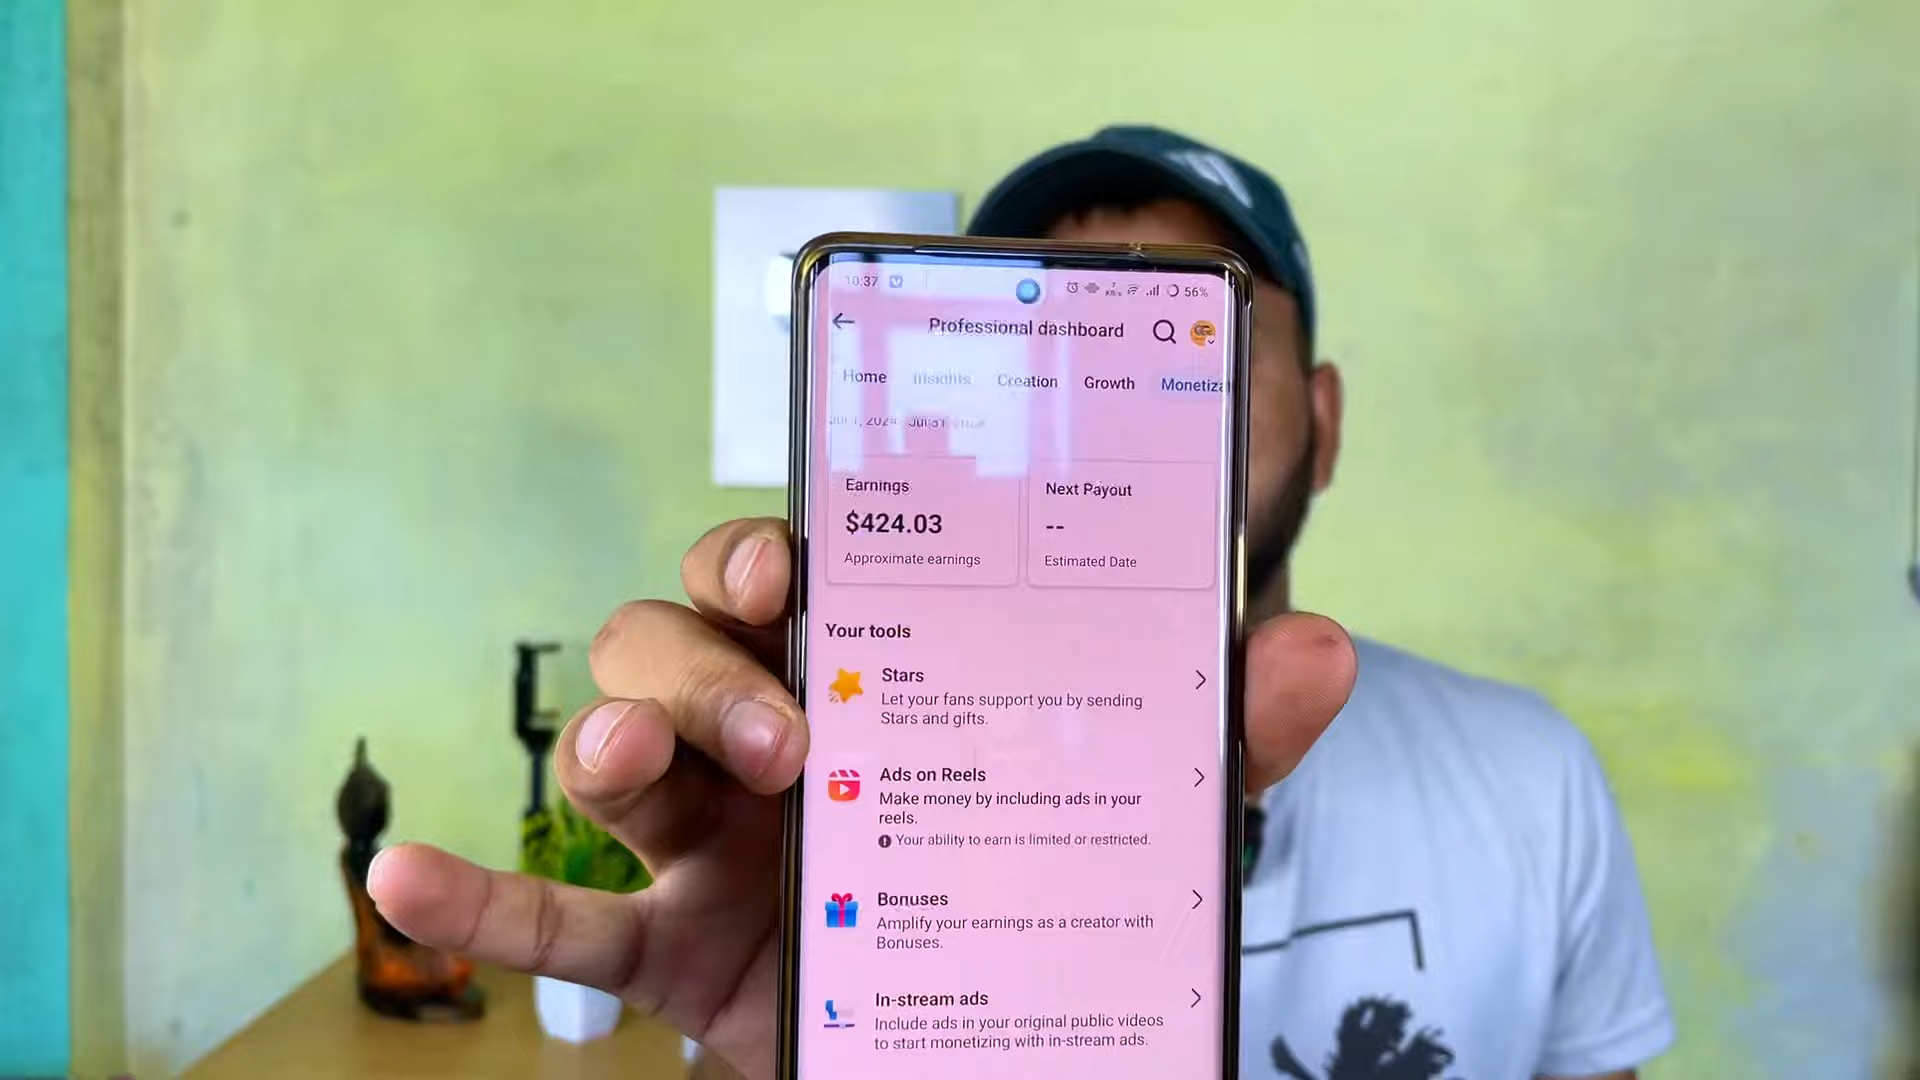 10:37
56%
Professional dashboard
Home Insights Creation Growth Monetiza
Earnings
$424.03
Approximate earnings
Next Payout
--
Estimated Date
Your tools
Stars
Let your fans support you by sending
Stars and gifts.
Ads on Reels
Make money by including ads in your
reels.
Your ability to earn is limited or restricted.
Bonuses
Amplify your earnings as a creator with
Bonuses.
In-stream ads
Include ads in your original public videos
to start monetizing with in-stream ads.